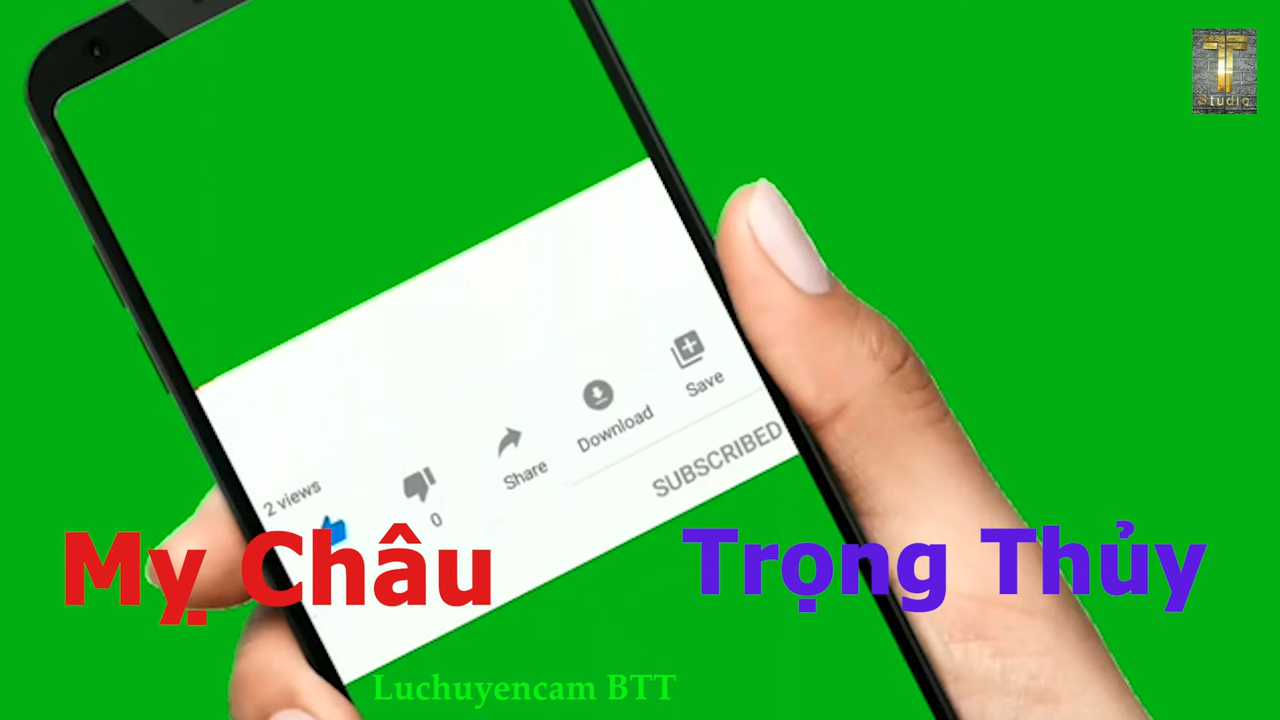 T
Studio
Save
Download
Share
SUBSCRIBED
2 views
0
Mỵ Châu
Trọng Thủy
Luchuyencam BTT